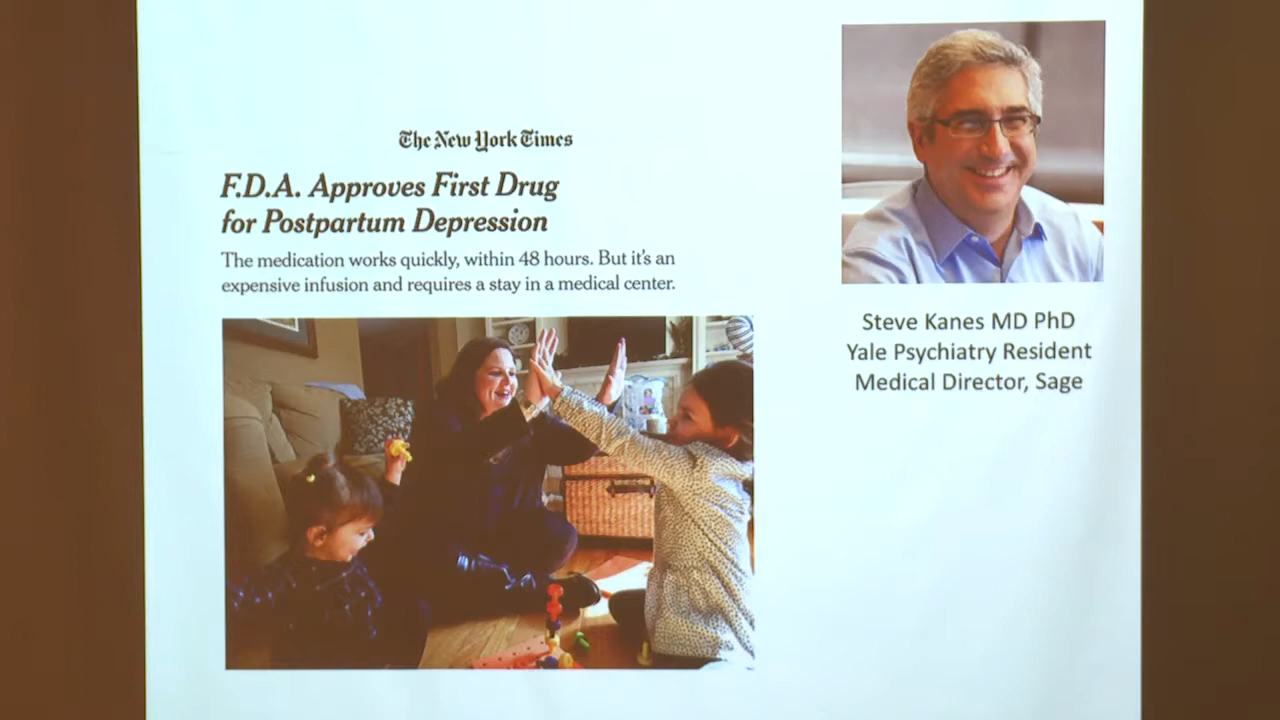 The New York Times
F.D.A. Approves First Drug
for Postpartum Depression
The medication works quickly, within 48 hours. But it's an
expensive infusion and requires a stay in a medical center.
Steve Kanes MD PhD
Yale Psychiatry Resident
Medical Director, Sage